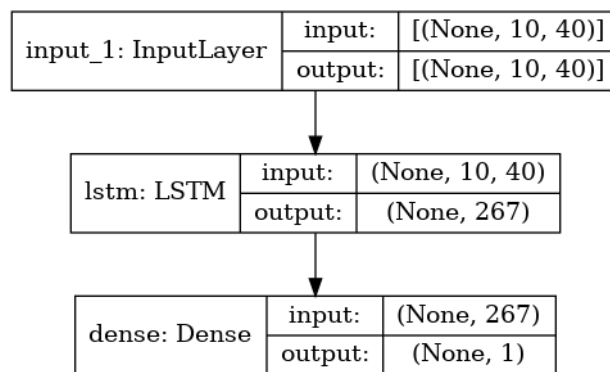 input_1: InputLayer
input: [(None, 10, 40)]
output: [(None, 10, 40)]
lstm: LSTM
input: (None, 10, 40)
output: (None, 267)
dense: Dense
input: (None, 267)
output: (None, 1)